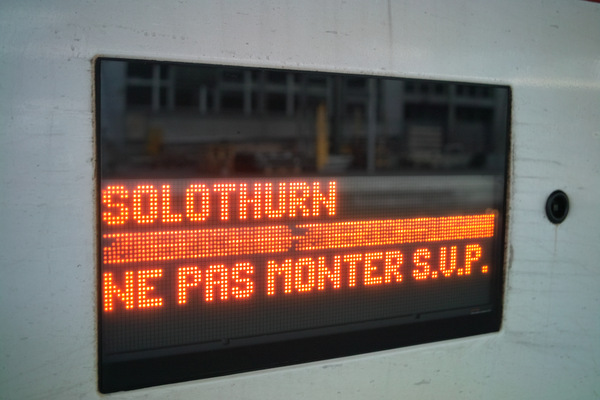 SOLOTHURN
NE PAS MONTER S.V.P.